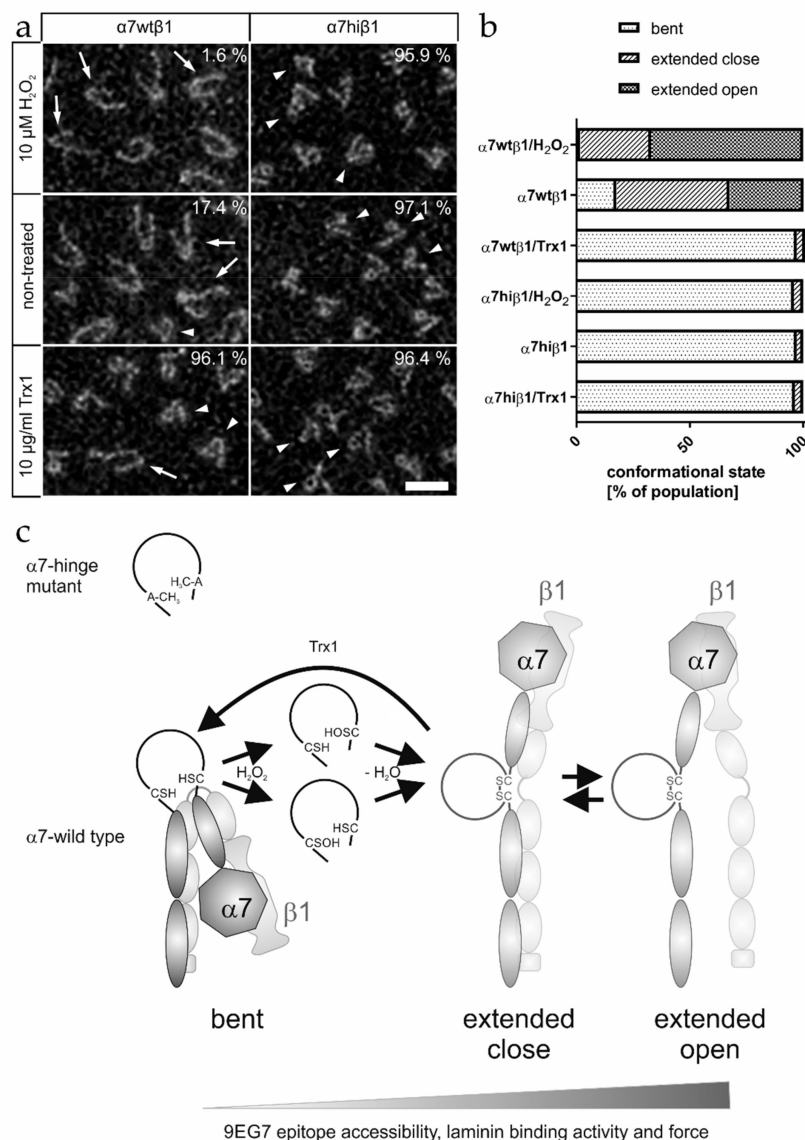 a
α7wtβ1
α7hiβ1
10 µM H₂O₂
1.6 %
95.9 %
non-treated
17.4 %
97.1 %
10 µg/ml Trx1
96.1 %
96.4 %
b
bent
extended close
extended open
α7wtβ1/H₂O₂
α7wtβ1
α7wtβ1/Trx1
α7hiβ1/H₂O₂
α7hiβ1
α7hiβ1/Trx1
0 50 100
conformational state
[% of population]
c
α7-hinge
mutant
H₃C-A
A-CH₃
Trx1
α7-wild type
HSC
CSH
H₂O₂
HOSC
CSH
HSC
CSOH
- H₂O
α7
β1
β1
α7
SC
SC
β1
α7
SC
SC
bent
extended
close
extended
open
9EG7 epitope accessibility, laminin binding activity and force